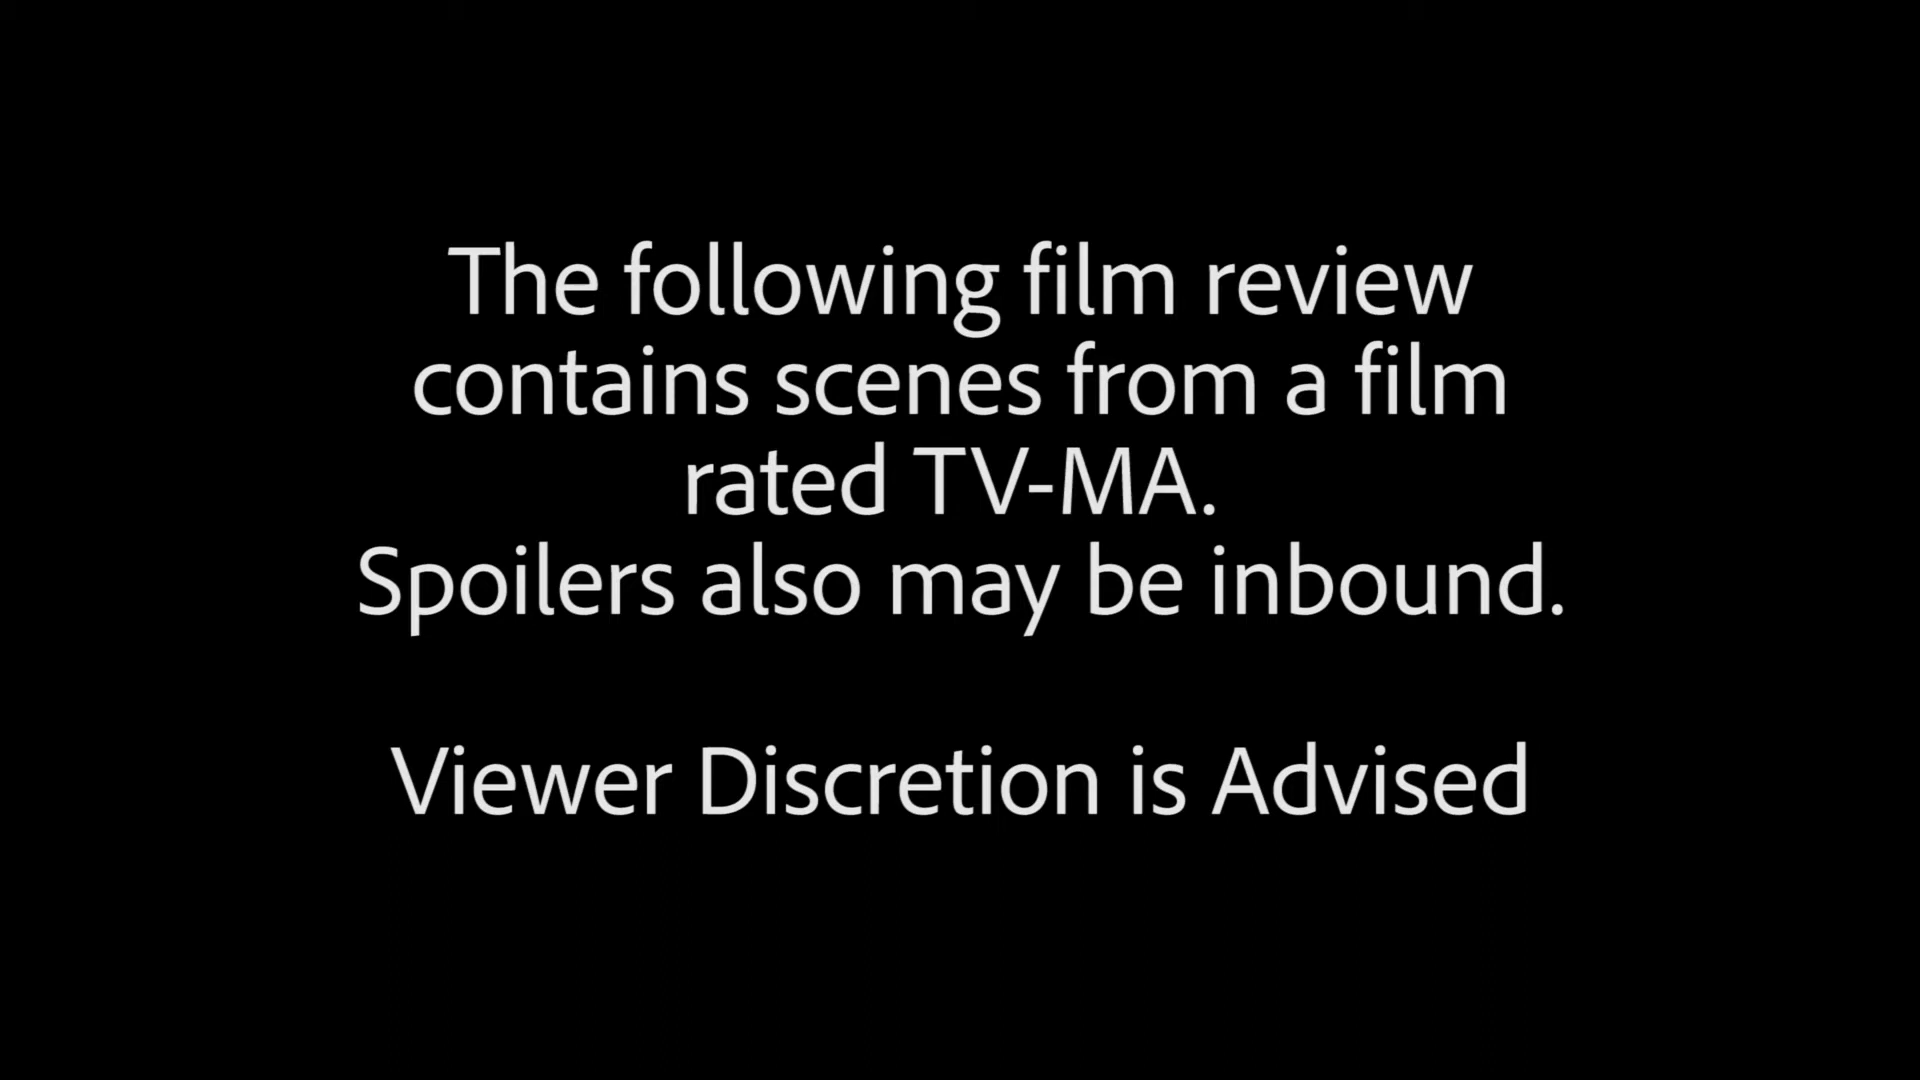 The following film review
contains scenes from a film
rated TV-MA.
Spoilers also may be inbound.
Viewer Discretion is Advised